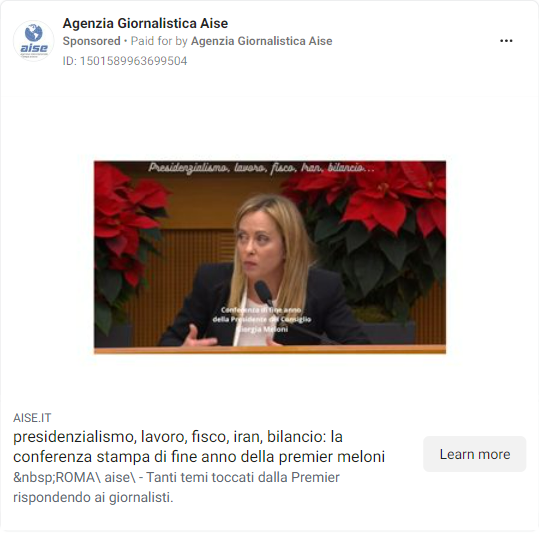 Agenzia Giornalistica Aise
Sponsored • Paid for by Agenzia Giornalistica Aise
ID: 1501589963699504
aise
Presidenzialismo, lavoro, fisco, Iran, bilancio...
Conferenza di fine anno
della Presidente del Consiglio
Giorgia Meloni
AISE.IT
presidenzialismo, lavoro, fisco, iran, bilancio: la
conferenza stampa di fine anno della premier meloni
&nbsp;ROMA\ aise\ - Tanti temi toccati dalla Premier
rispondendo ai giornalisti.
Learn more